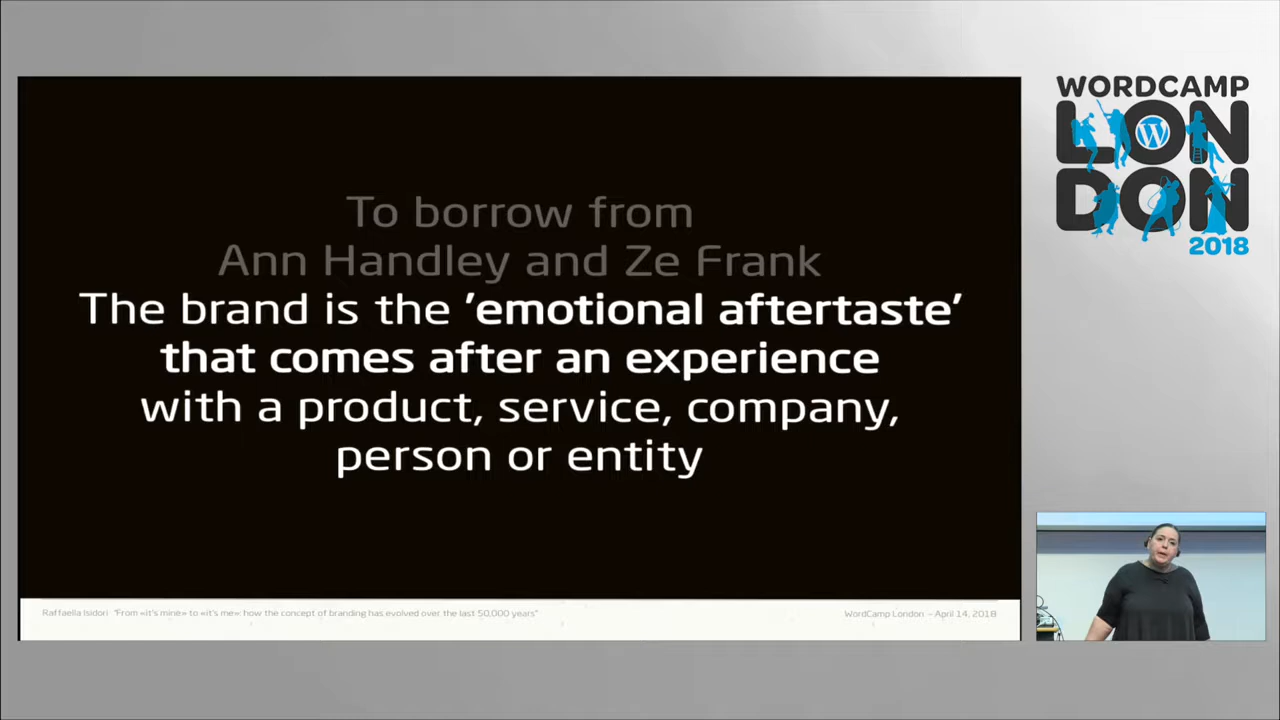 To borrow from
Ann Handley and Ze Frank
The brand is the ’emotional aftertaste’
that comes after an experience
with a product, service, company,
person or entity
Raffaella Isidori “From «it's mine» to «it's me»: how the concept of branding has evolved over the last 50,000 years”
WordCamp London – April 14, 2018
WORDCAMP
LON
DON
2018